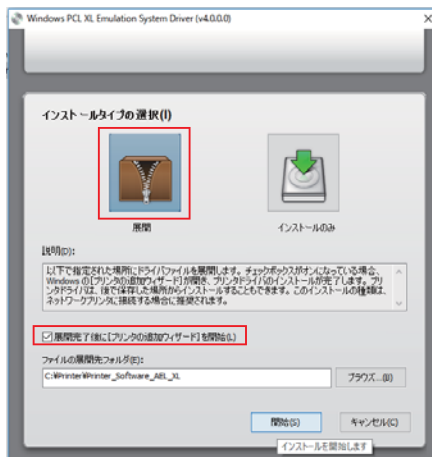 Windows PCL XL Emulation System Driver (v4.0.0.0)
インストールタイプの選択(I)
展開
インストールのみ
説明(D):
以下で指定された場所にドライバファイルを展開します。チェックボックスがオンになっている場合、
Windows の[プリンタの追加ウィザード]が開き、プリンタドライバのインストールが完了します。プリ
ンタドライバは、後で保存した場所からインストールすることもできます。このインストールの種類は、
ネットワークプリンタに接続する場合に推奨されます。
展開完了後に[プリンタの追加ウィザード]を開始(L)
ファイルの展開先フォルダ(E):
C:¥Printer¥Printer_Software_AEL_XL
ブラウズ...(B)
開始(S)
キャンセル(C)
インストールを開始します